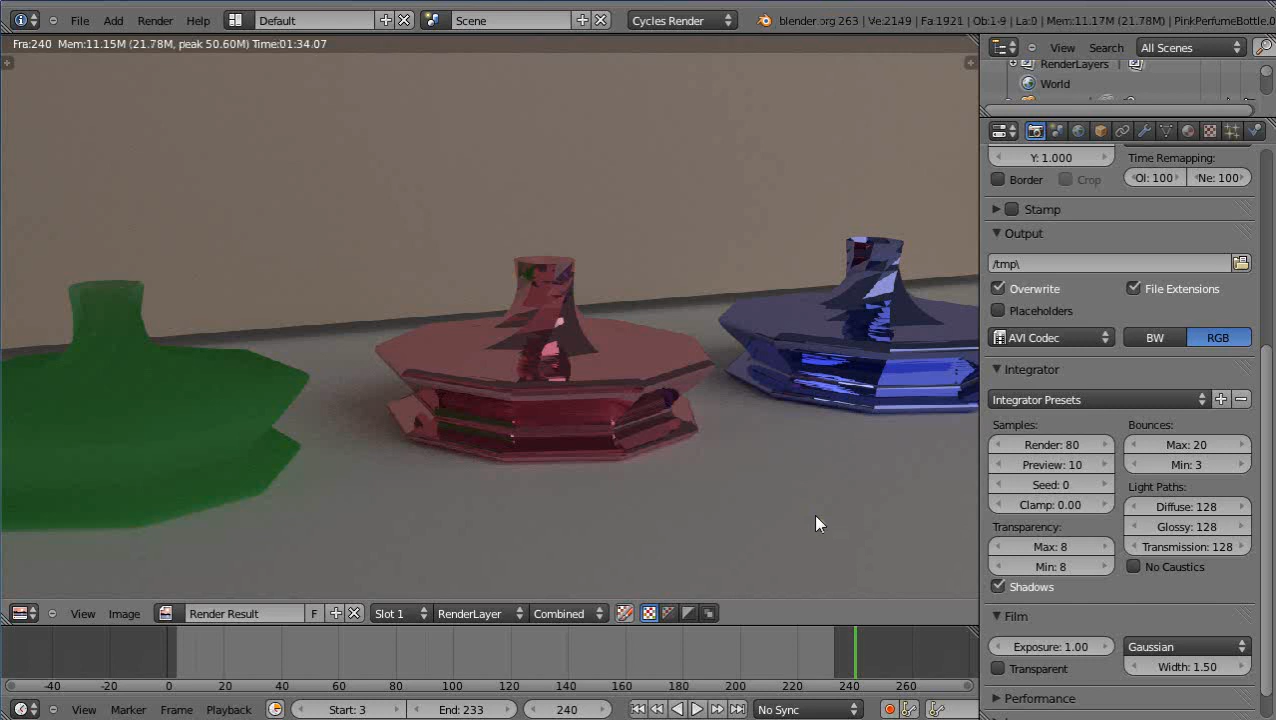 File Add Render Help Default Scene Cycles Render blender.org 263 | Ve:2149 | Fa:1921 | Ob:1-9 | La:0 | Mem:11.17M (21.78M) | PinkPerfumeBottle.0
Fra:240 Mem:11.15M (21.78M, peak 50.60M) Time:01:34.07
View Search All Scenes
RenderLayers
World
Y: 1.000
Time Remapping:
Border Crop
Ol: 100 Ne: 100
Stamp
Output
/tmp\
Overwrite File Extensions
Placeholders
AVI Codec BW RGB
Integrator
Integrator Presets
Samples: Bounces:
Render: 80 Max: 20
Preview: 10 Min: 3
Seed: 0 Light Paths:
Clamp: 0.00 Diffuse: 128
Transparency: Glossy: 128
Max: 8 Transmission: 128
Min: 8 No Caustics
Shadows
Film
Exposure: 1.00 Gaussian
Transparent Width: 1.50
Performance
View Image Render Result F Slot 1 RenderLayer Combined
-40 -20 0 20 40 60 80 100 120 140 160 180 200 220 240 260
View Marker Frame Playback Start: 3 End: 233 240 No Sync